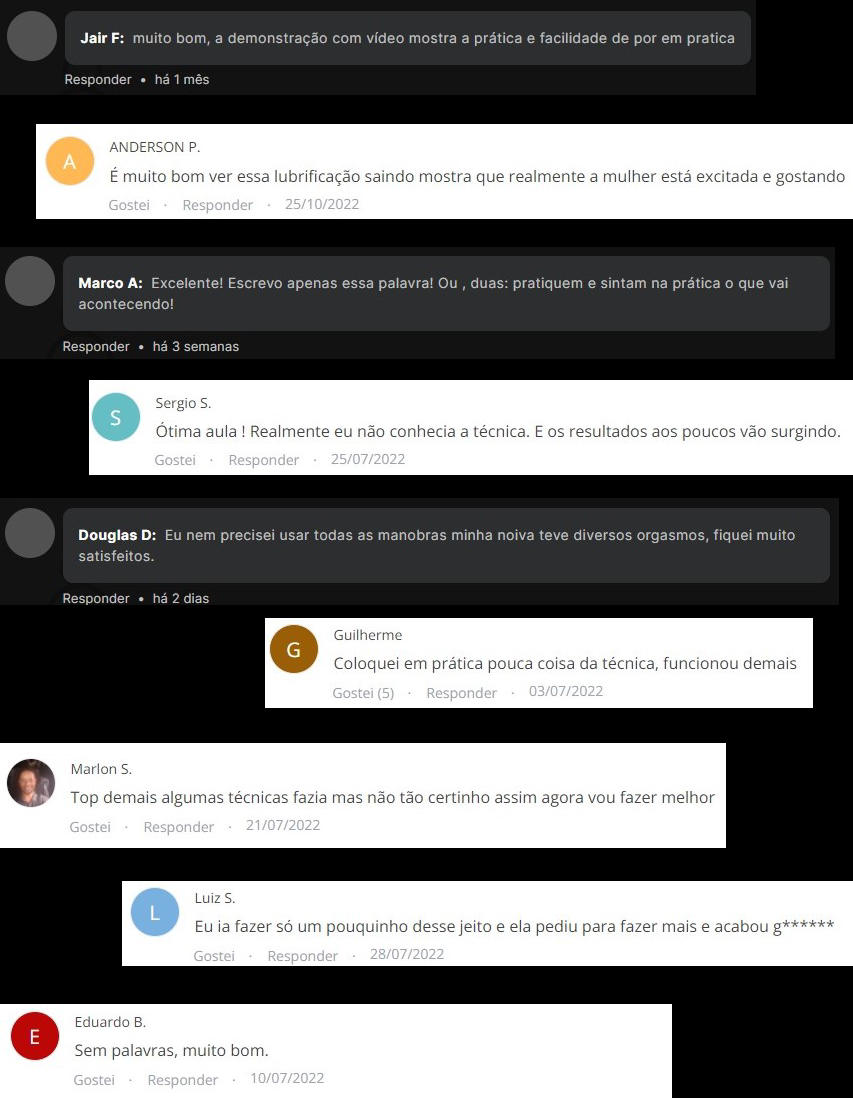 Jair F: muito bom, a demonstração com vídeo mostra a prática e facilidade de por em pratica
Responder • há 1 mês
A
ANDERSON P.
É muito bom ver essa lubrificação saindo mostra que realmente a mulher está excitada e gostando
Gostei · Responder · 25/10/2022
Marco A: Excelente! Escrevo apenas essa palavra! Ou , duas: pratiquem e sintam na prática o que vai
acontecendo!
Responder • há 3 semanas
S
Sergio S.
Ótima aula ! Realmente eu não conhecia a técnica. E os resultados aos poucos vão surgindo.
Gostei · Responder · 25/07/2022
Douglas D: Eu nem precisei usar todas as manobras minha noiva teve diversos orgasmos, fiquei muito
satisfeitos.
Responder • há 2 dias
G
Guilherme
Coloquei em prática pouca coisa da técnica, funcionou demais
Gostei (5) · Responder · 03/07/2022
Marlon S.
Top demais algumas técnicas fazia mas não tão certinho assim agora vou fazer melhor
Gostei · Responder · 21/07/2022
L
Luiz S.
Eu ia fazer só um pouquinho desse jeito e ela pediu para fazer mais e acabou g******
Gostei · Responder · 28/07/2022
E
Eduardo B.
Sem palavras, muito bom.
Gostei · Responder · 10/07/2022